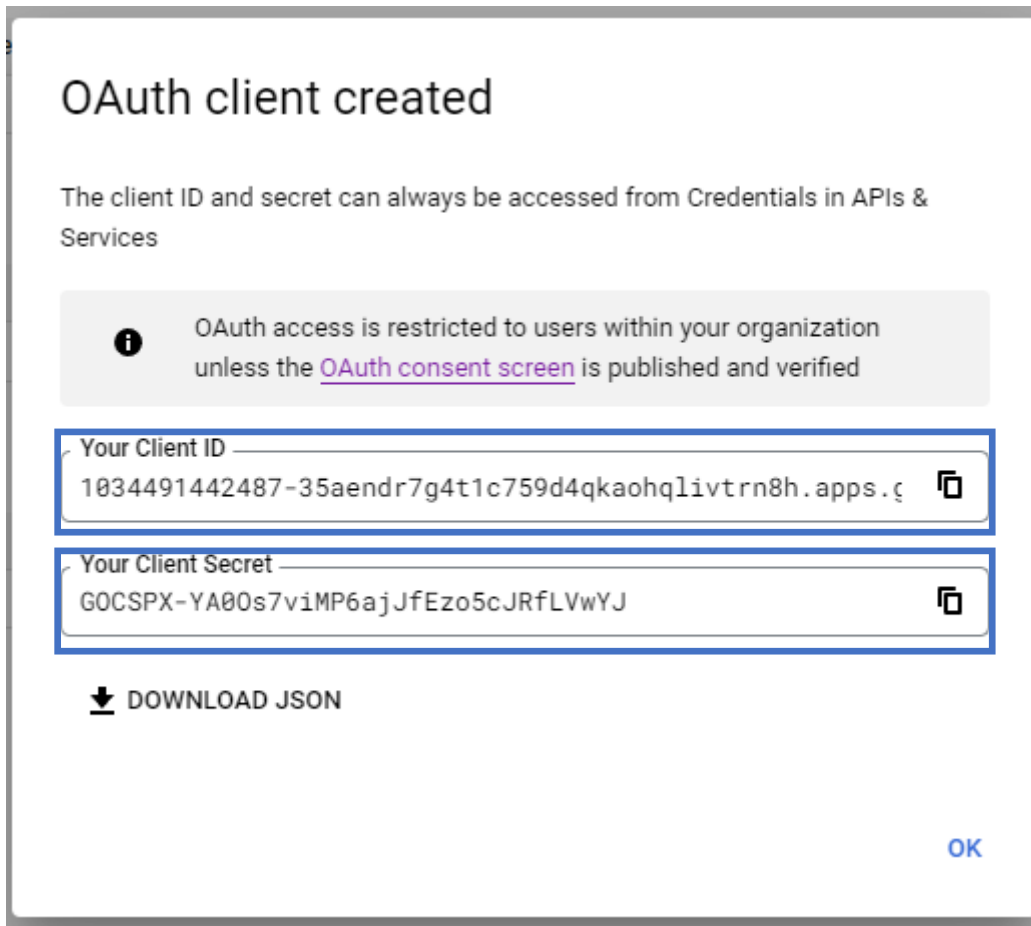 OAuth client created
The client ID and secret can always be accessed from Credentials in APIs &
Services
OAuth access is restricted to users within your organization
unless the OAuth consent screen is published and verified
Your Client ID
1034491442487-35aendr7g4t1c759d4qkaohqlivtrn8h.apps.g
Your Client Secret
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
DOWNLOAD JSON
OK